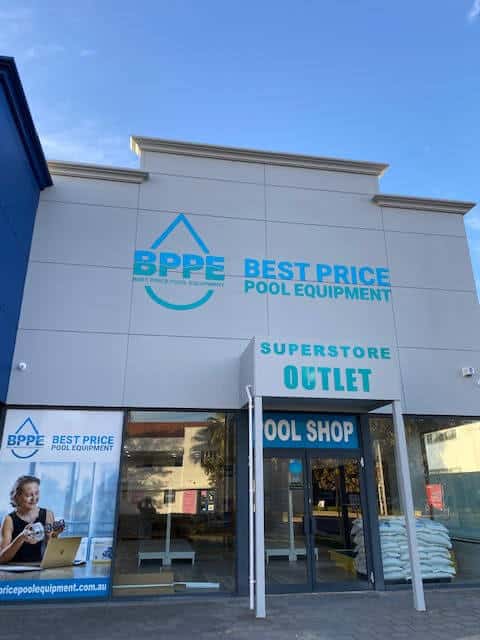 BPPE
BEST PRICE POOL EQUIPMENT
BEST PRICE
POOL EQUIPMENT
SUPERSTORE
OUTLET
OOL SHOP
BPPE
BEST PRICE
POOL EQUIPMENT
pricepoolequipment.com.au